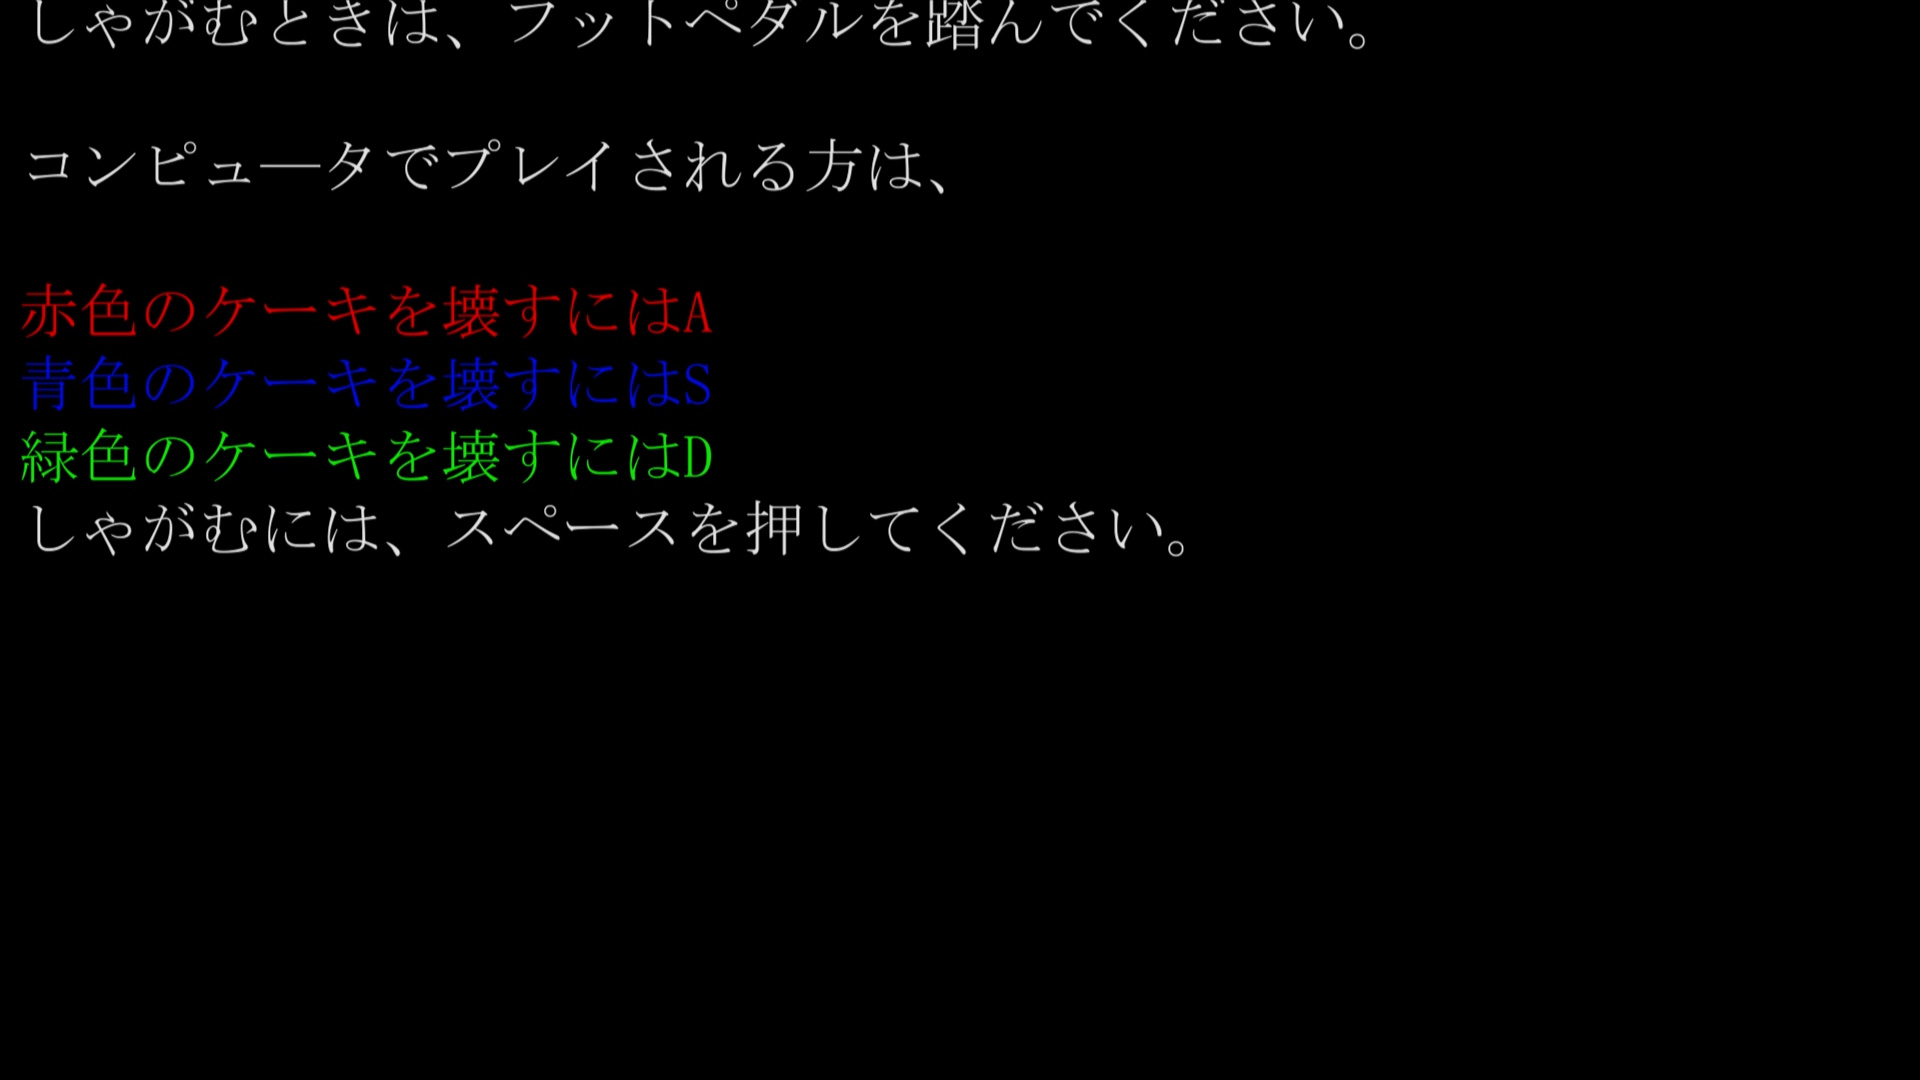 しゃがむときは、フットペダルを踏んでください。
コンピュ―タでプレイされる方は、
赤色のケーキを壊すにはA
青色のケーキを壊すにはS
緑色のケーキを壊すにはD
しゃがむには、スペースを押してください。